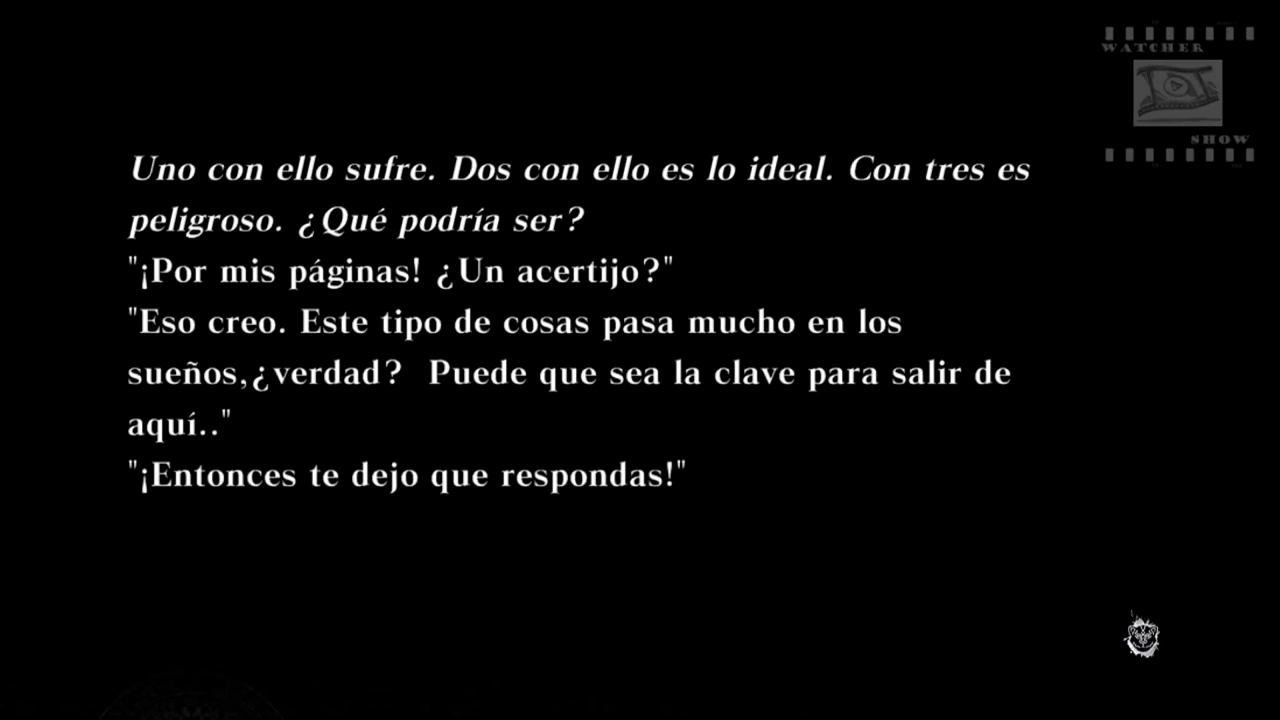 WATCHER
SHOW
Uno con ello sufre. Dos con ello es lo ideal. Con tres es
peligroso. ¿Qué podría ser?
"¡Por mis páginas! ¿Un acertijo?"
"Eso creo. Este tipo de cosas pasa mucho en los
sueños,¿verdad?  Puede que sea la clave para salir de
aquí.."
"¡Entonces te dejo que respondas!"